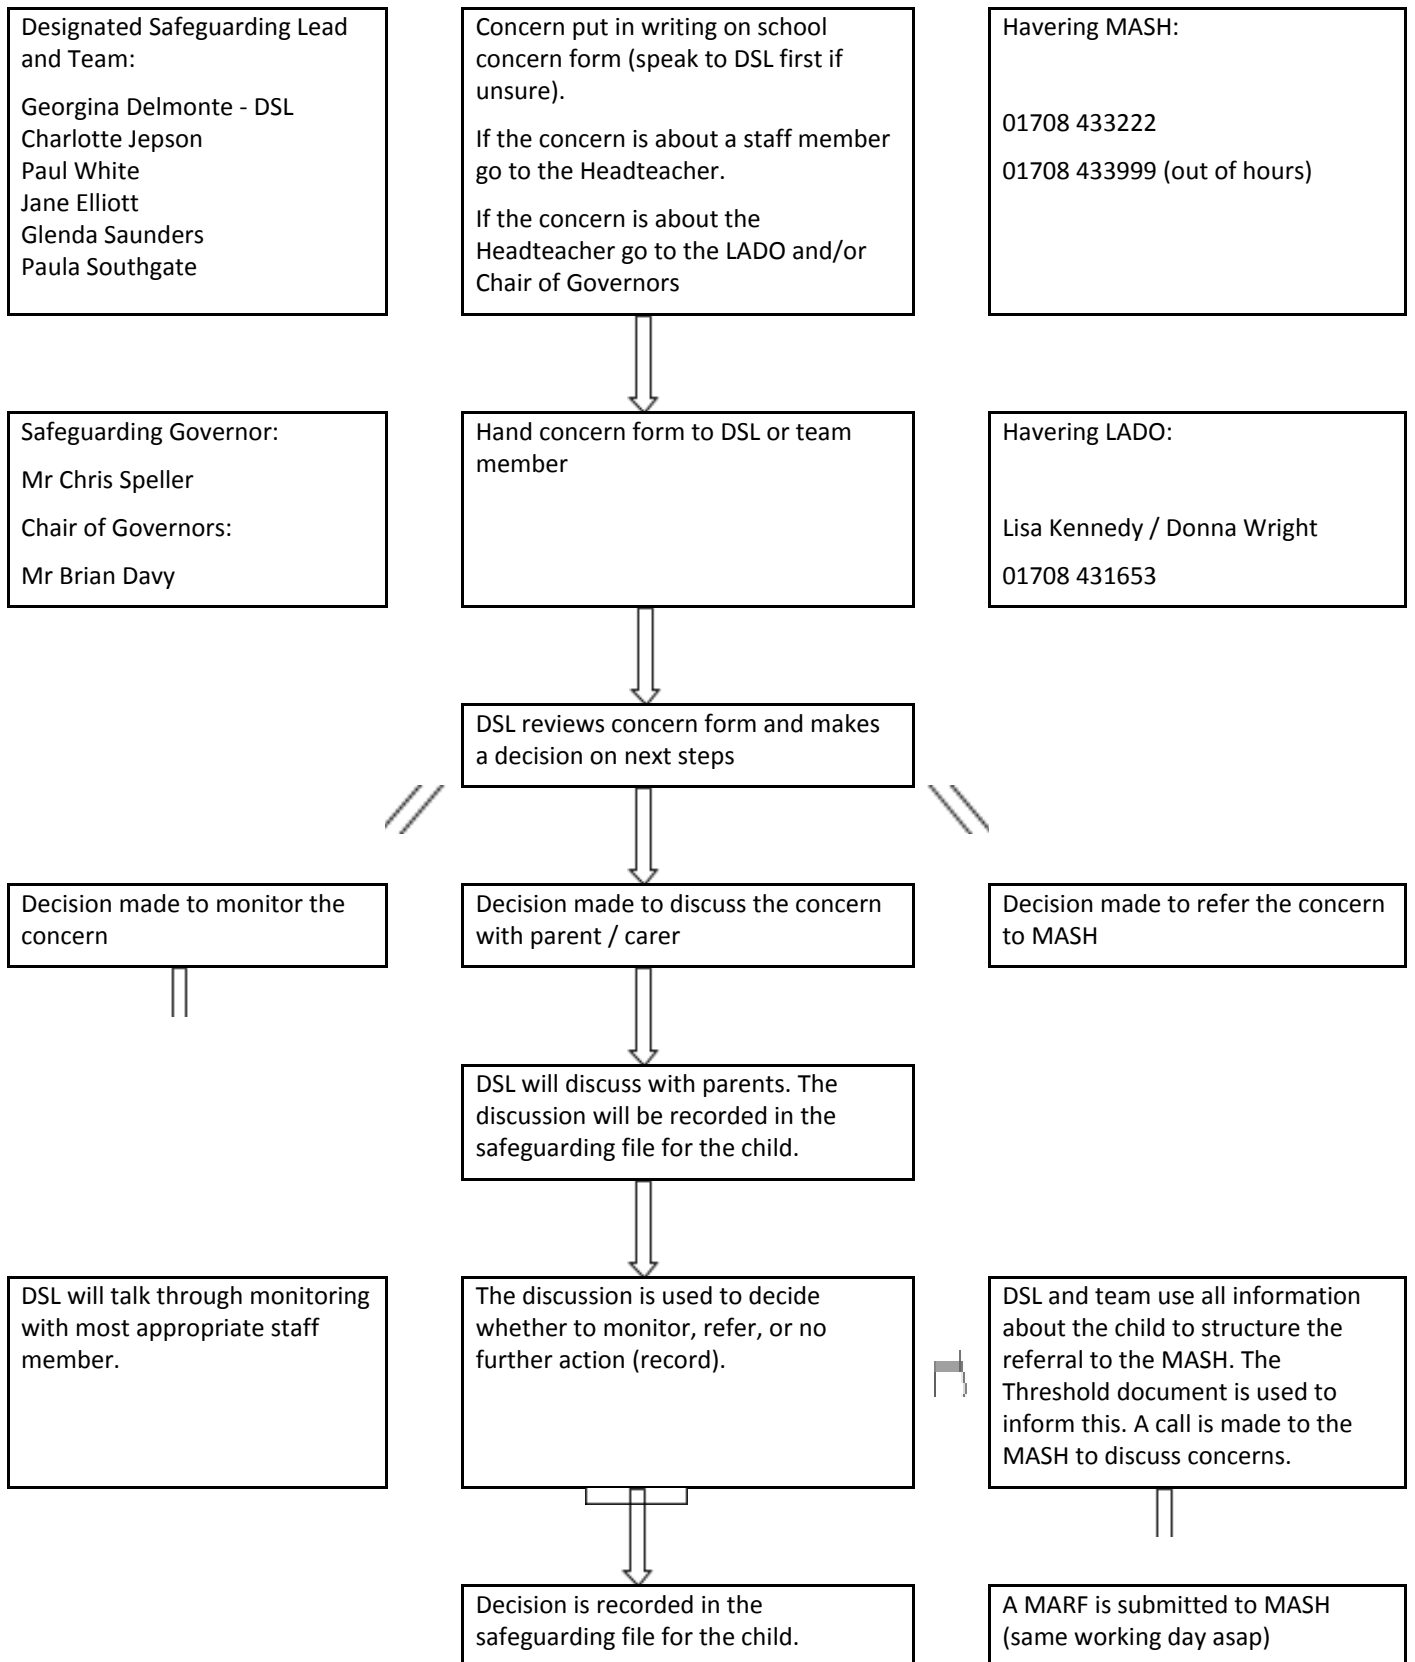 Designated Safeguarding Lead
and Team:
Georgina Delmonte - DSL
Charlotte Jepson
Paul White
Jane Elliott
Glenda Saunders
Paula Southgate
Concern put in writing on school
concern form (speak to DSL first if
unsure).
If the concern is about a staff member
go to the Headteacher.
If the concern is about the
Headteacher go to the LADO and/or
Chair of Governors
Havering MASH:
01708 433222
01708 433999 (out of hours)
Safeguarding Governor:
Mr Chris Speller
Chair of Governors:
Mr Brian Davy
Hand concern form to DSL or team
member
Havering LADO:
Lisa Kennedy / Donna Wright
01708 431653
DSL reviews concern form and makes
a decision on next steps
Decision made to monitor the
concern
Decision made to discuss the concern
with parent / carer
Decision made to refer the concern
to MASH
DSL will discuss with parents. The
discussion will be recorded in the
safeguarding file for the child.
DSL will talk through monitoring
with most appropriate staff
member.
The discussion is used to decide
whether to monitor, refer, or no
further action (record).
DSL and team use all information
about the child to structure the
referral to the MASH. The
Threshold document is used to
inform this. A call is made to the
MASH to discuss concerns.
Decision is recorded in the
safeguarding file for the child.
A MARF is submitted to MASH
(same working day asap)